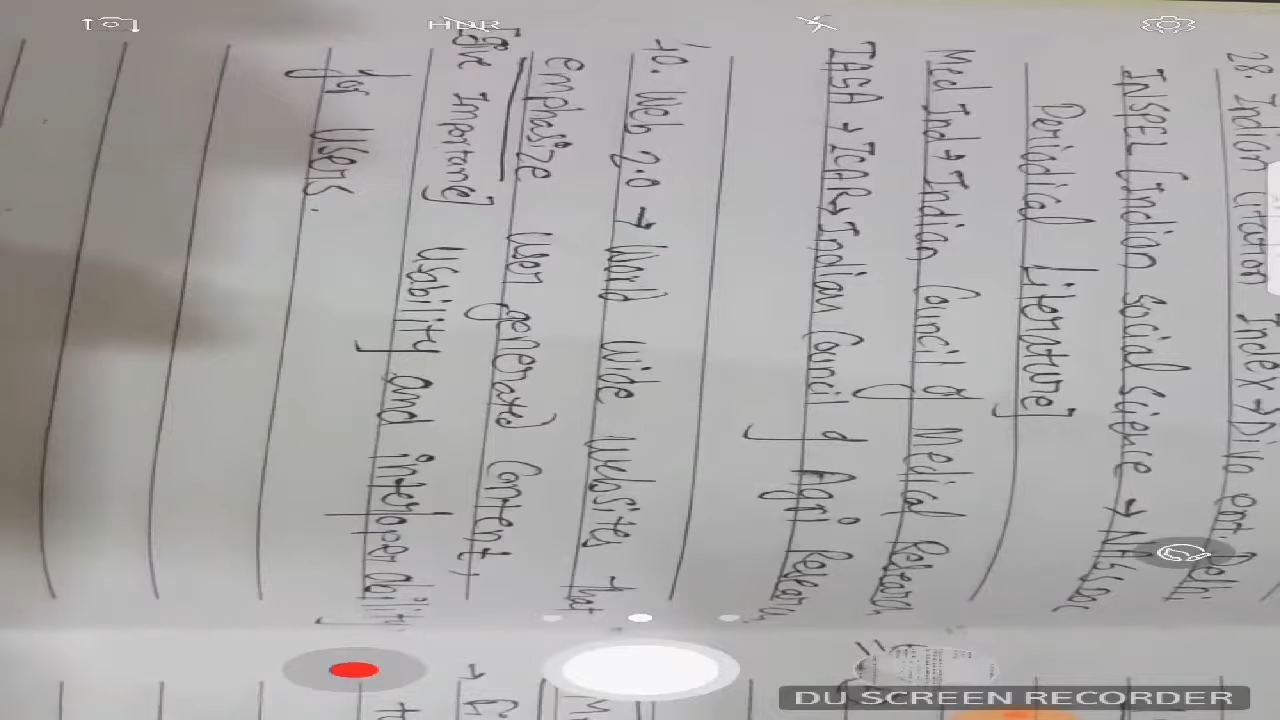 28. Indian Citation Index → Diva ent. Delhi
INSPEL [Indian Social Science → NASSDOC
Periodical Literature]
Med Ind → Indian Council of Medical Research
IASA → ICAR → Indian Council of Agri Research
40. Web 2.0 → World Wide Websites that
emphasize user generated Content,
[give Importance] Usability and interoperability
for Users.
HDR
DU SCREEN RECORDER